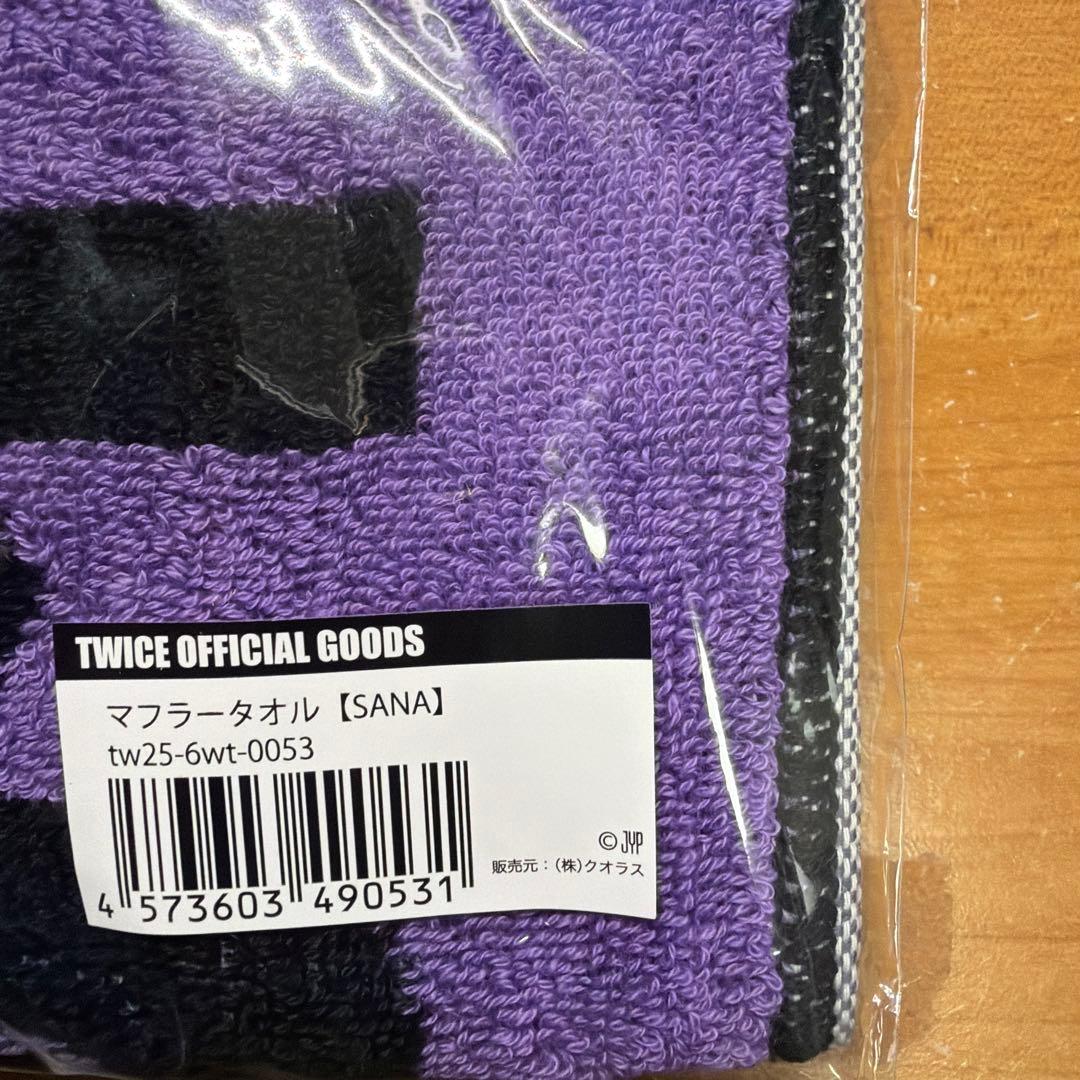 TWICE OFFICIAL GOODS
マフラータオル【SANA】
tw25-6wt-0053
© JYP
販売元：(株)クオラス
4 573603 490531